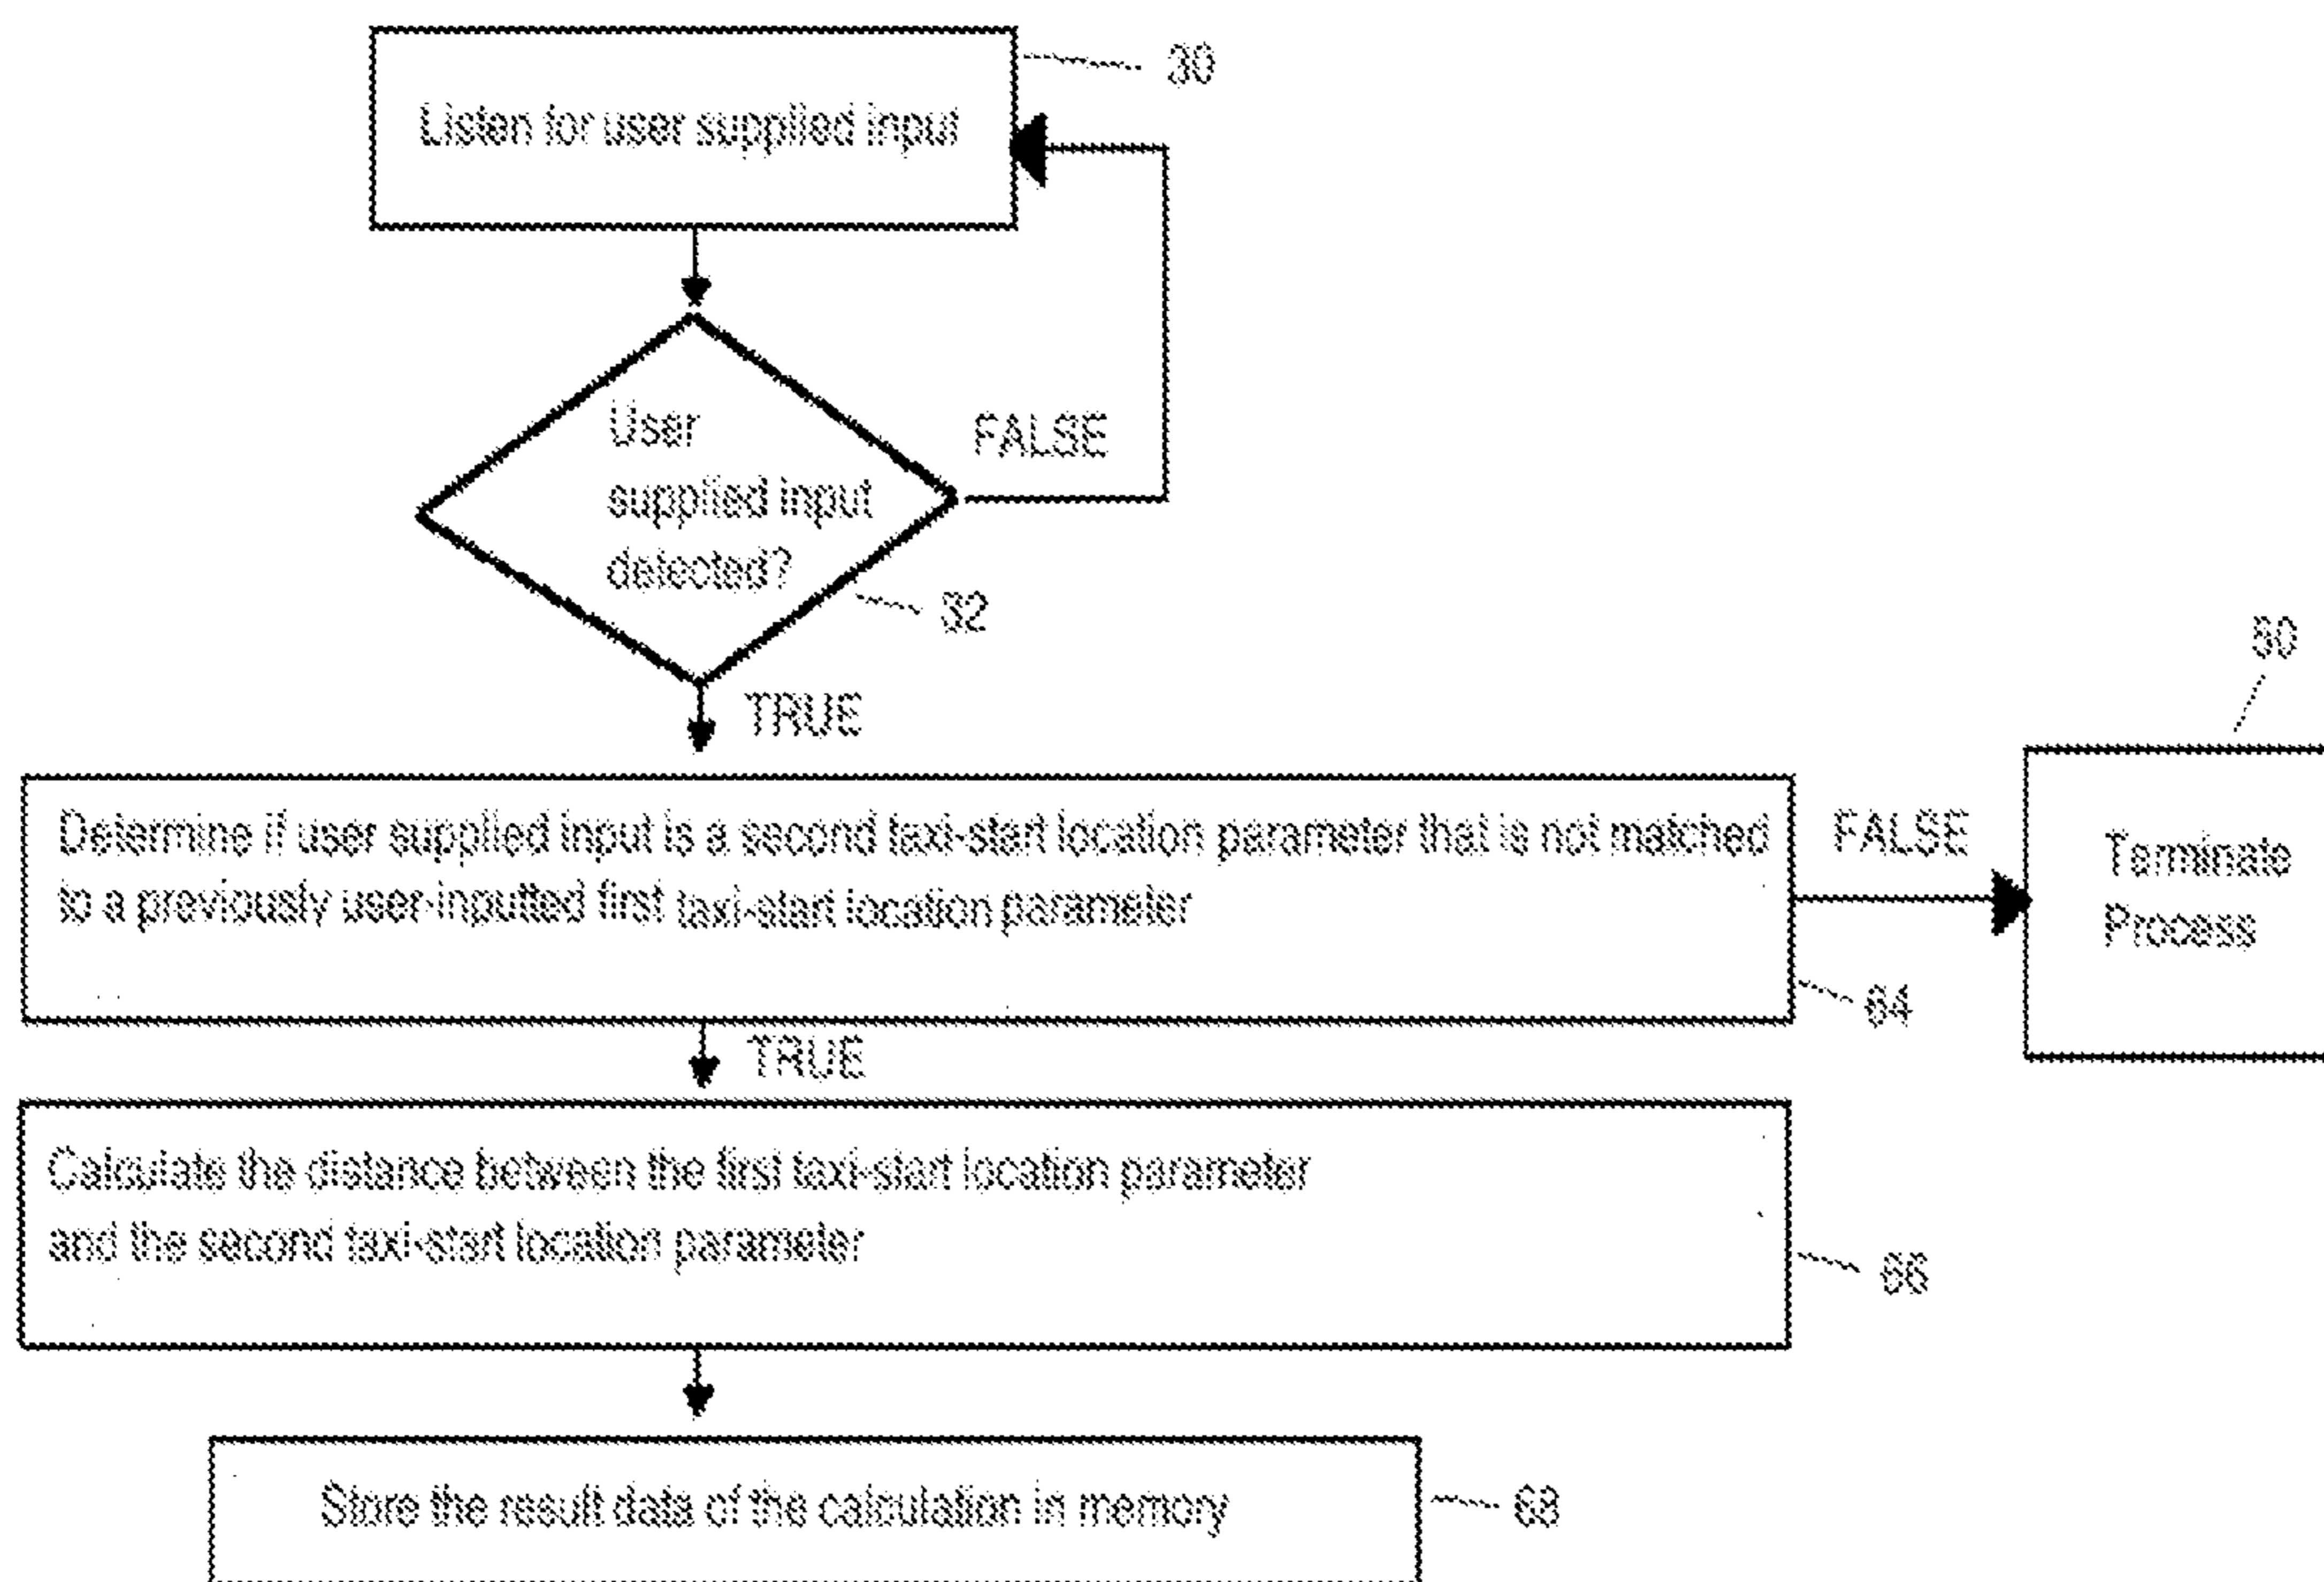 30
Listen for user supplied input
User
supplied input
detected?
FALSE
32
TRUE
Determine if user supplied input is a second taxi-start location parameter that is not matched
to a previously user-inputted first taxi-start location parameter
FALSE
Terminate
Process
64
TRUE
Calculate the distance between the first taxi-start location parameter
and the second taxi-start location parameter
66
Store the result data of the calculation in memory
68